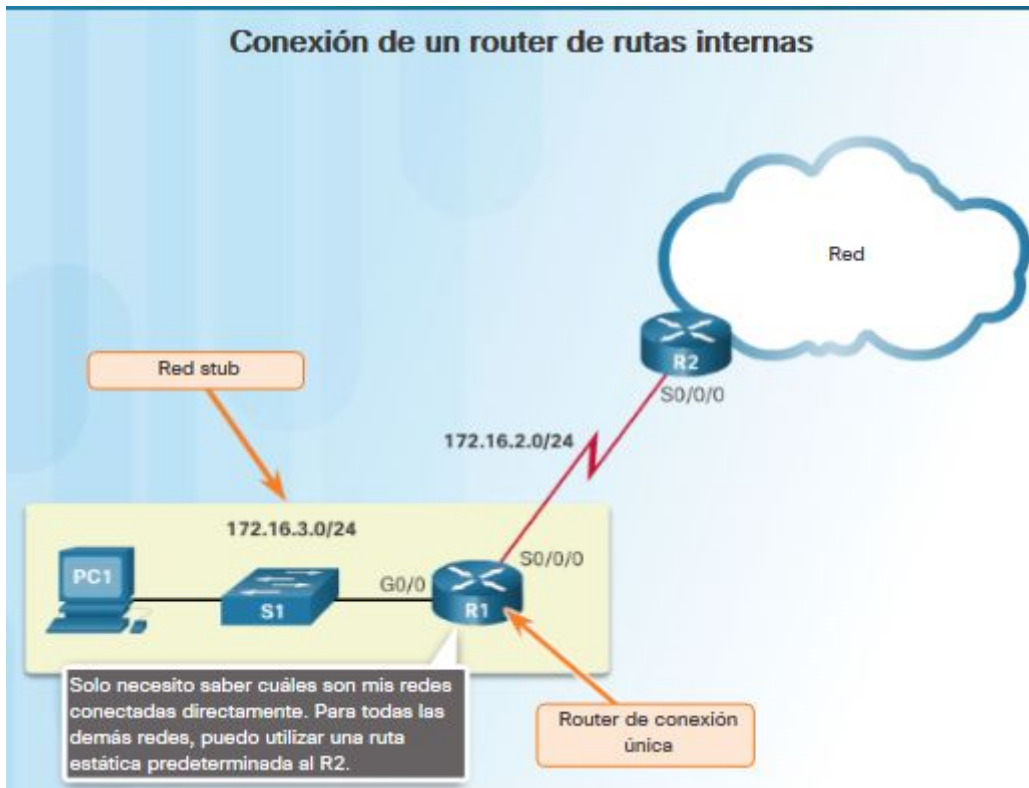 Conexión de un router de rutas internas
Red
R2
S0/0/0
Red stub
172.16.2.0/24
172.16.3.0/24
S0/0/0
PC1
G0/0
S1
R1
Solo necesito saber cuáles son mis redes
conectadas directamente. Para todas las
demás redes, puedo utilizar una ruta
estática predeterminada al R2.
Router de conexión
única